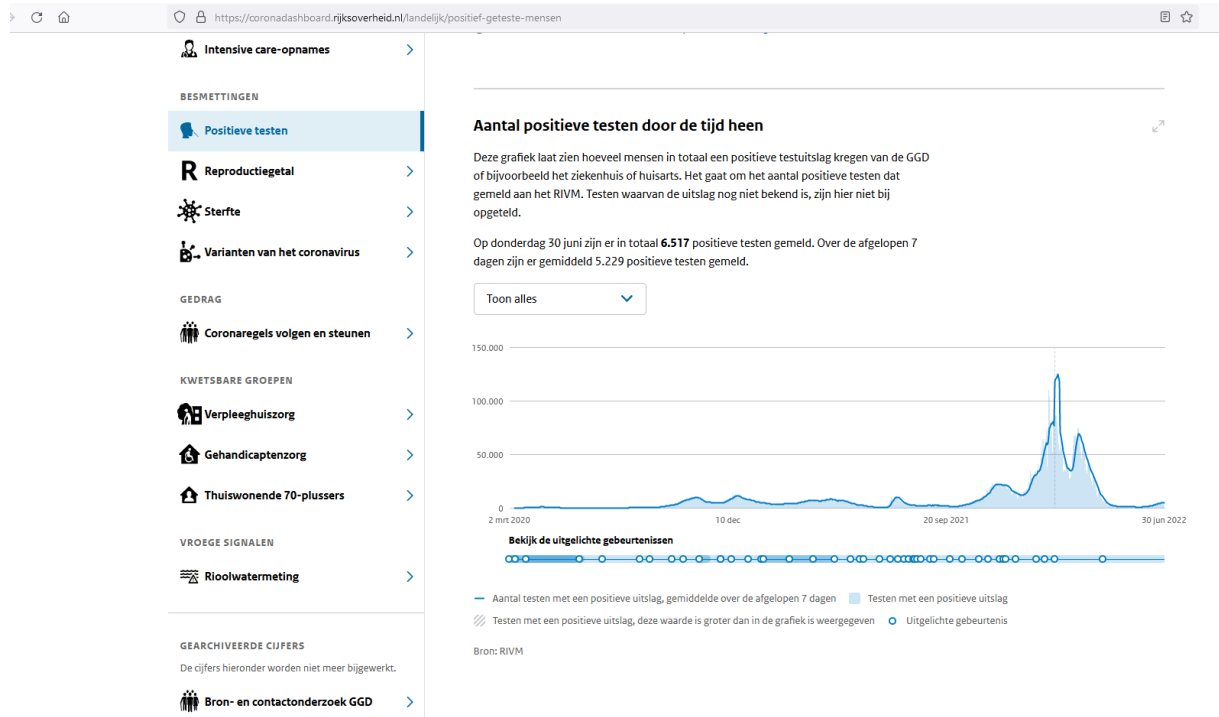 https://coronadashboard.rijksoverheid.nl/landelijk/positief-geteste-mensen
Intensive care-opnames
BESMETTINGEN
Positieve testen
Reproductiegetal
Sterfte
Varianten van het coronavirus
GEDRAG
Coronaregels volgen en steunen
KWETSBARE GROEPEN
Verpleeghuiszorg
Gehandicaptenzorg
Thuiswonende 70-plussers
VROEGE SIGNALEN
Rioolwatermeting
GEARCHIVEERDE CIJFERS
De cijfers hieronder worden niet meer bijgewerkt.
Bron- en contactonderzoek GGD
Aantal positieve testen door de tijd heen
Deze grafiek laat zien hoeveel mensen in totaal een positieve testuitslag kregen van de GGD
of bijvoorbeeld het ziekenhuis of huisarts. Het gaat om het aantal positieve testen dat
gemeld aan het RIVM. Testen waarvan de uitslag nog niet bekend is, zijn hier niet bij
opgeteld.
Op donderdag 30 juni zijn er in totaal 6.517 positieve testen gemeld. Over de afgelopen 7
dagen zijn er gemiddeld 5.229 positieve testen gemeld.
Toon alles
150.000
100.000
50.000
0
2 mrt 2020 10 dec 20 sep 2021 30 jun 2022
Bekijk de uitgelichte gebeurtenissen
Aantal testen met een positieve uitslag, gemiddelde over de afgelopen 7 dagen Testen met een positieve uitslag
Testen met een positieve uitslag, deze waarde is groter dan in de grafiek is weergegeven Uitgelichte gebeurtenis
Bron: RIVM